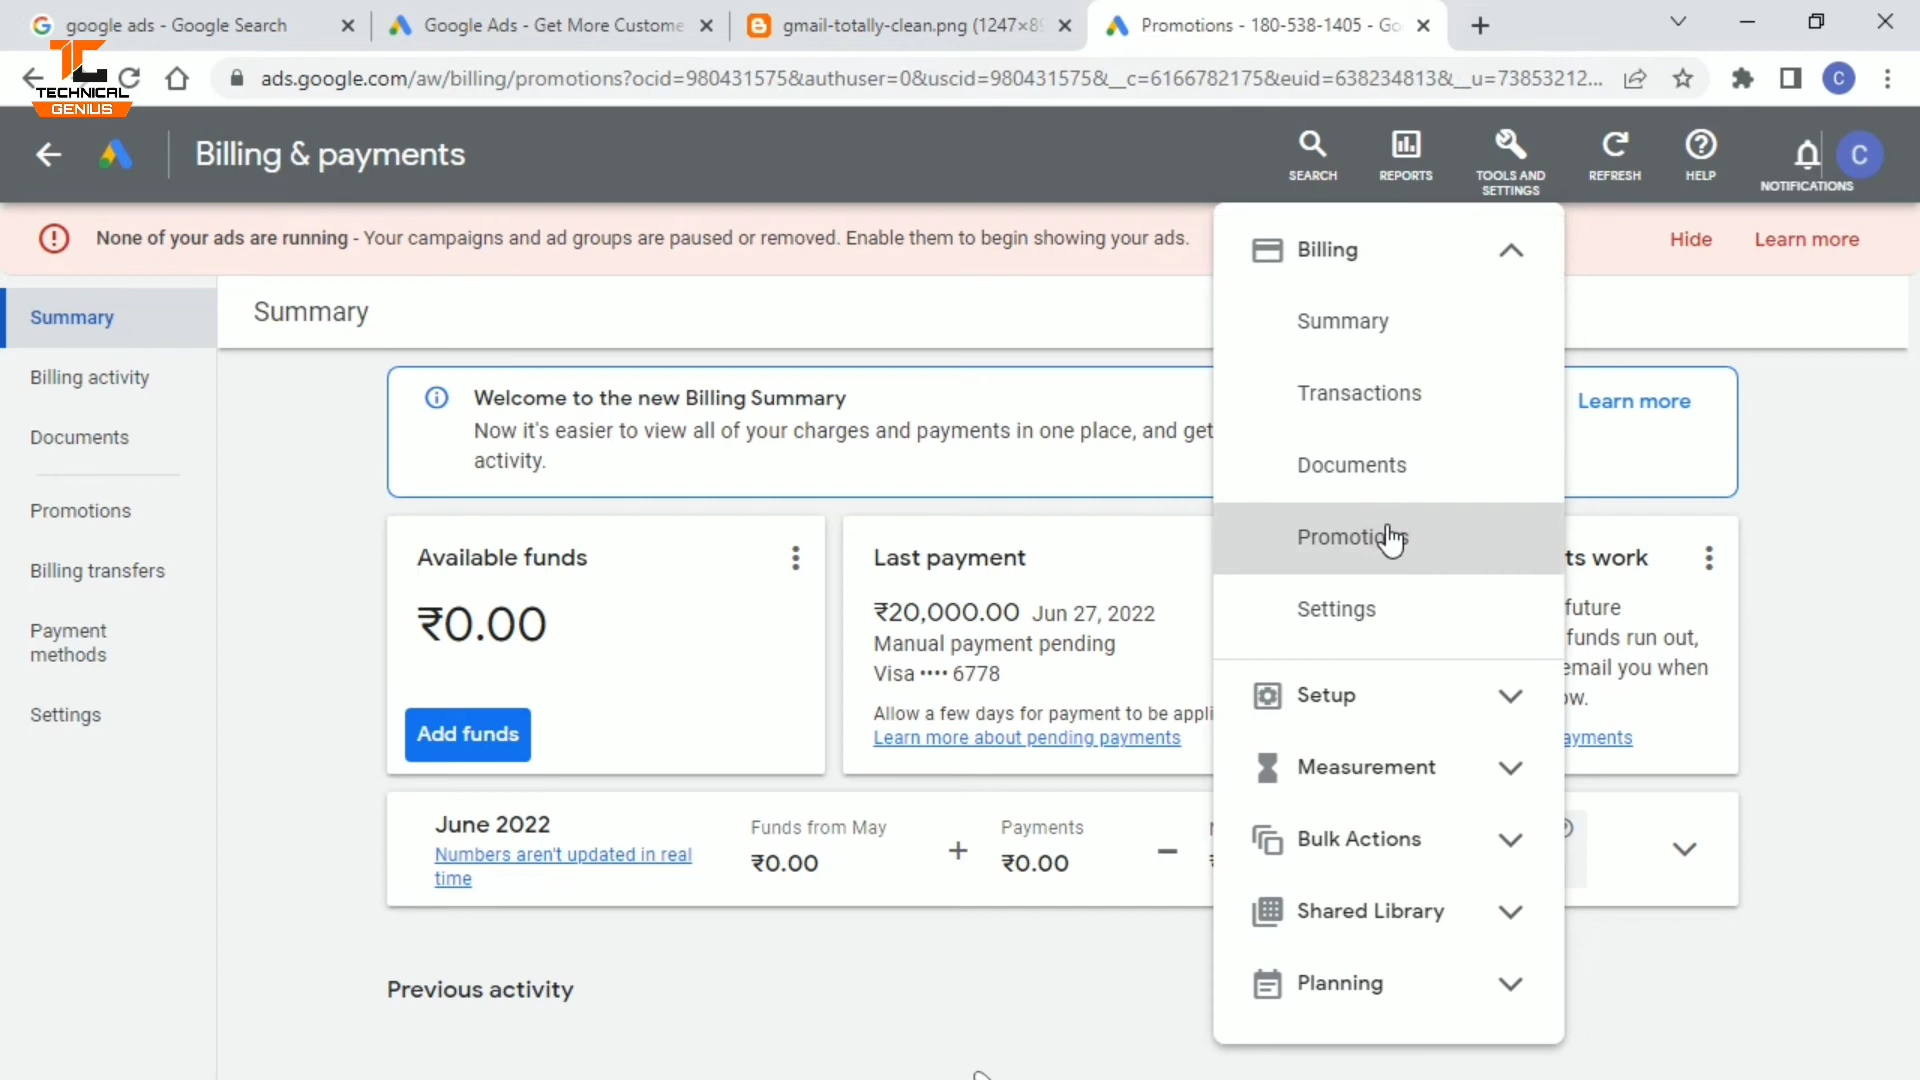 google ads - Google Search
Google Ads - Get More Custome
gmail-totally-clean.png (1247×89
Promotions - 180-538-1405 - Go
ads.google.com/aw/billing/promotions?ocid=980431575&authuser=0&uscid=980431575&__c=6166782175&euid=638234813&__u=73853212...
C
TECHNICAL
GENIUS
Billing & payments
SEARCH
REPORTS
TOOLS AND
SETTINGS
REFRESH
HELP
NOTIFICATIONS
C
None of your ads are running - Your campaigns and ad groups are paused or removed. Enable them to begin showing your ads.
Hide
Learn more
Summary
Billing activity
Documents
Promotions
Billing transfers
Payment
methods
Settings
Summary
Welcome to the new Billing Summary
Now it's easier to view all of your charges and payments in one place, and get
activity.
Learn more
Available funds
₹0.00
Add funds
Last payment
₹20,000.00 Jun 27, 2022
Manual payment pending
Visa •••• 6778
Allow a few days for payment to be appli
Learn more about pending payments
ts work
future
funds run out,
email you when
ow.
ayments
June 2022
Numbers aren't updated in real
time
Funds from May
₹0.00
+
Payments
₹0.00
−
Previous activity
Billing
Summary
Transactions
Documents
Promotions
Settings
Setup
Measurement
Bulk Actions
Shared Library
Planning